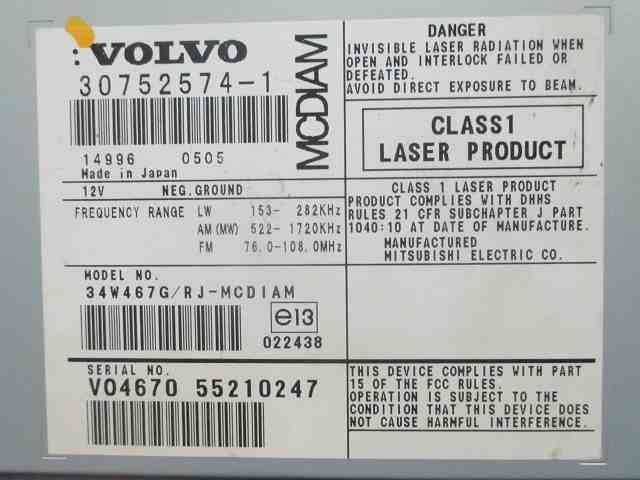 VOLVO
30752574-1
MCDIAM
14996 0505
Made in Japan
12V NEG.GROUND
FREQUENCY RANGE LW 153- 282KHz
AM (MW) 522- 1720KHz
FM 76.0-108.0MHz
MODEL NO.
34W467G/RJ-MCDIAM
e13
022438
SERIAL NO.
V04670 55210247
DANGER
INVISIBLE LASER RADIATION WHEN
OPEN AND INTERLOCK FAILED OR
DEFEATED.
AVOID DIRECT EXPOSURE TO BEAM.
CLASS1
LASER PRODUCT
CLASS 1 LASER PRODUCT
PRODUCT COMPLIES WITH DHHS
RULES 21 CFR SUBCHAPTER J PART
1040:10 AT DATE OF MANUFACTURE.
MANUFACTURED
MITSUBISHI ELECTRIC CO.
THIS DEVICE COMPLIES WITH PART
15 OF THE FCC RULES.
OPERATION IS SUBJECT TO THE
CONDITION THAT THIS DEVICE DOES
NOT CAUSE HARMFUL INTERFERENCE.